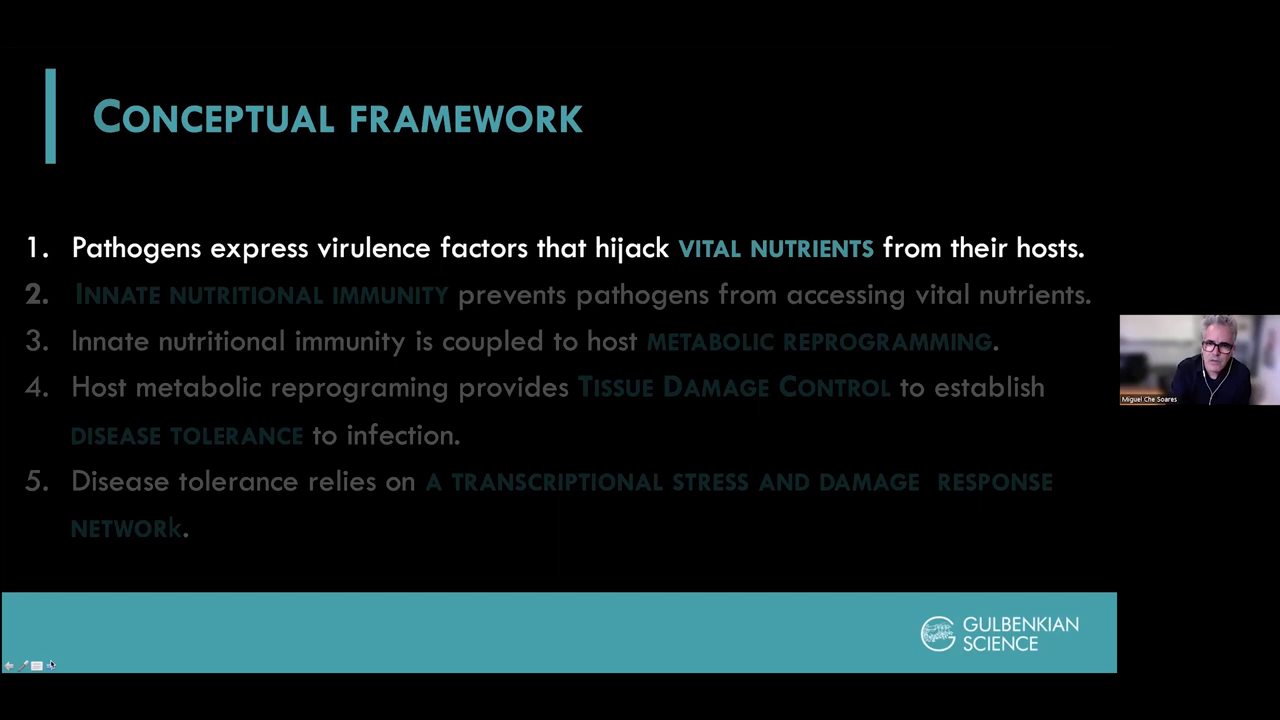 CONCEPTUAL FRAMEWORK
1. Pathogens express virulence factors that hijack VITAL NUTRIENTS from their hosts.
2. INNATE NUTRITIONAL IMMUNITY prevents pathogens from accessing vital nutrients.
3. Innate nutritional immunity is coupled to host METABOLIC REPROGRAMMING.
4. Host metabolic reprograming provides TISSUE DAMAGE CONTROL to establish
DISEASE TOLERANCE to infection.
5. Disease tolerance relies on A TRANSCRIPTIONAL STRESS AND DAMAGE RESPONSE
NETWORk.
Miguel Che Soares
GULBENKIAN
SCIENCE